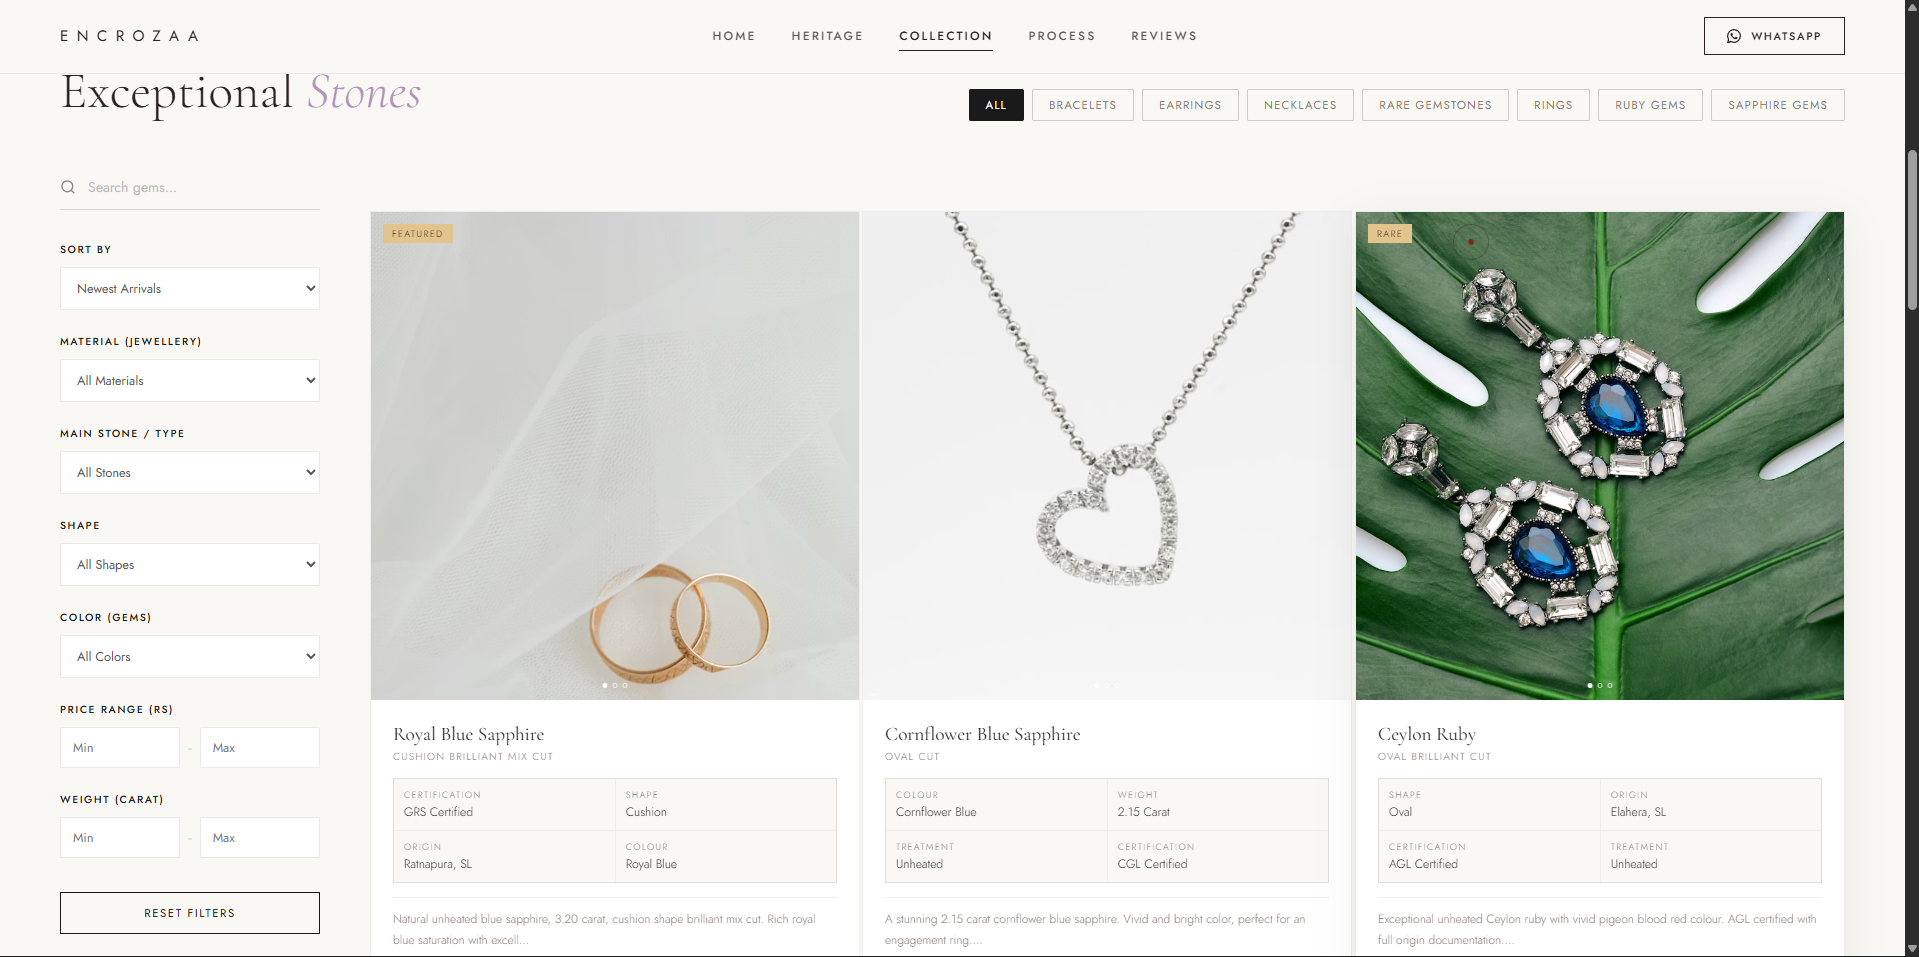 ENCROZAA
HOME HERITAGE COLLECTION PROCESS REVIEWS
WHATSAPP
Exceptional Stones
ALL BRACELETS EARRINGS NECKLACES RARE GEMSTONES RINGS RUBY GEMS SAPPHIRE GEMS
Search gems...
SORT BY
Newest Arrivals
MATERIAL (JEWELLERY)
All Materials
MAIN STONE / TYPE
All Stones
SHAPE
All Shapes
COLOR (GEMS)
All Colors
PRICE RANGE (RS)
Min - Max
WEIGHT (CARAT)
Min - Max
RESET FILTERS
FEATURED
Royal Blue Sapphire
CUSHION BRILLIANT MIX CUT
CERTIFICATION SHAPE
GRS Certified Cushion
ORIGIN COLOUR
Ratnapura, SL Royal Blue
Natural unheated blue sapphire, 3.20 carat, cushion shape brilliant mix cut. Rich royal
blue saturation with excell...
Cornflower Blue Sapphire
OVAL CUT
COLOUR WEIGHT
Cornflower Blue 2.15 Carat
TREATMENT CERTIFICATION
Unheated CGL Certified
A stunning 2.15 carat cornflower blue sapphire. Vivid and bright color, perfect for an
engagement ring....
RARE
Ceylon Ruby
OVAL BRILLIANT CUT
SHAPE ORIGIN
Oval Elahera, SL
CERTIFICATION TREATMENT
AGL Certified Unheated
Exceptional unheated Ceylon ruby with vivid pigeon blood red colour. AGL certified with
full origin documentation....